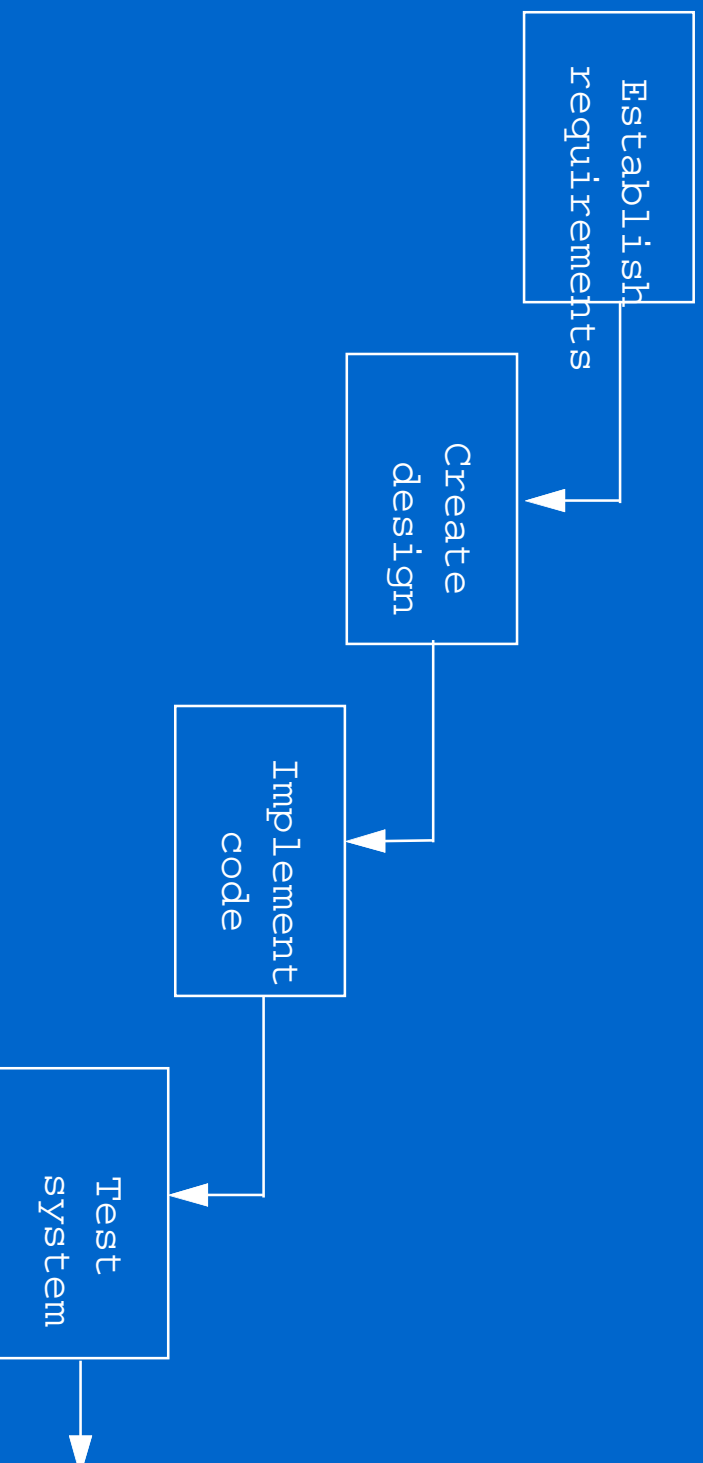 Establish
requirements
Create
design
Implement
code
Test
system